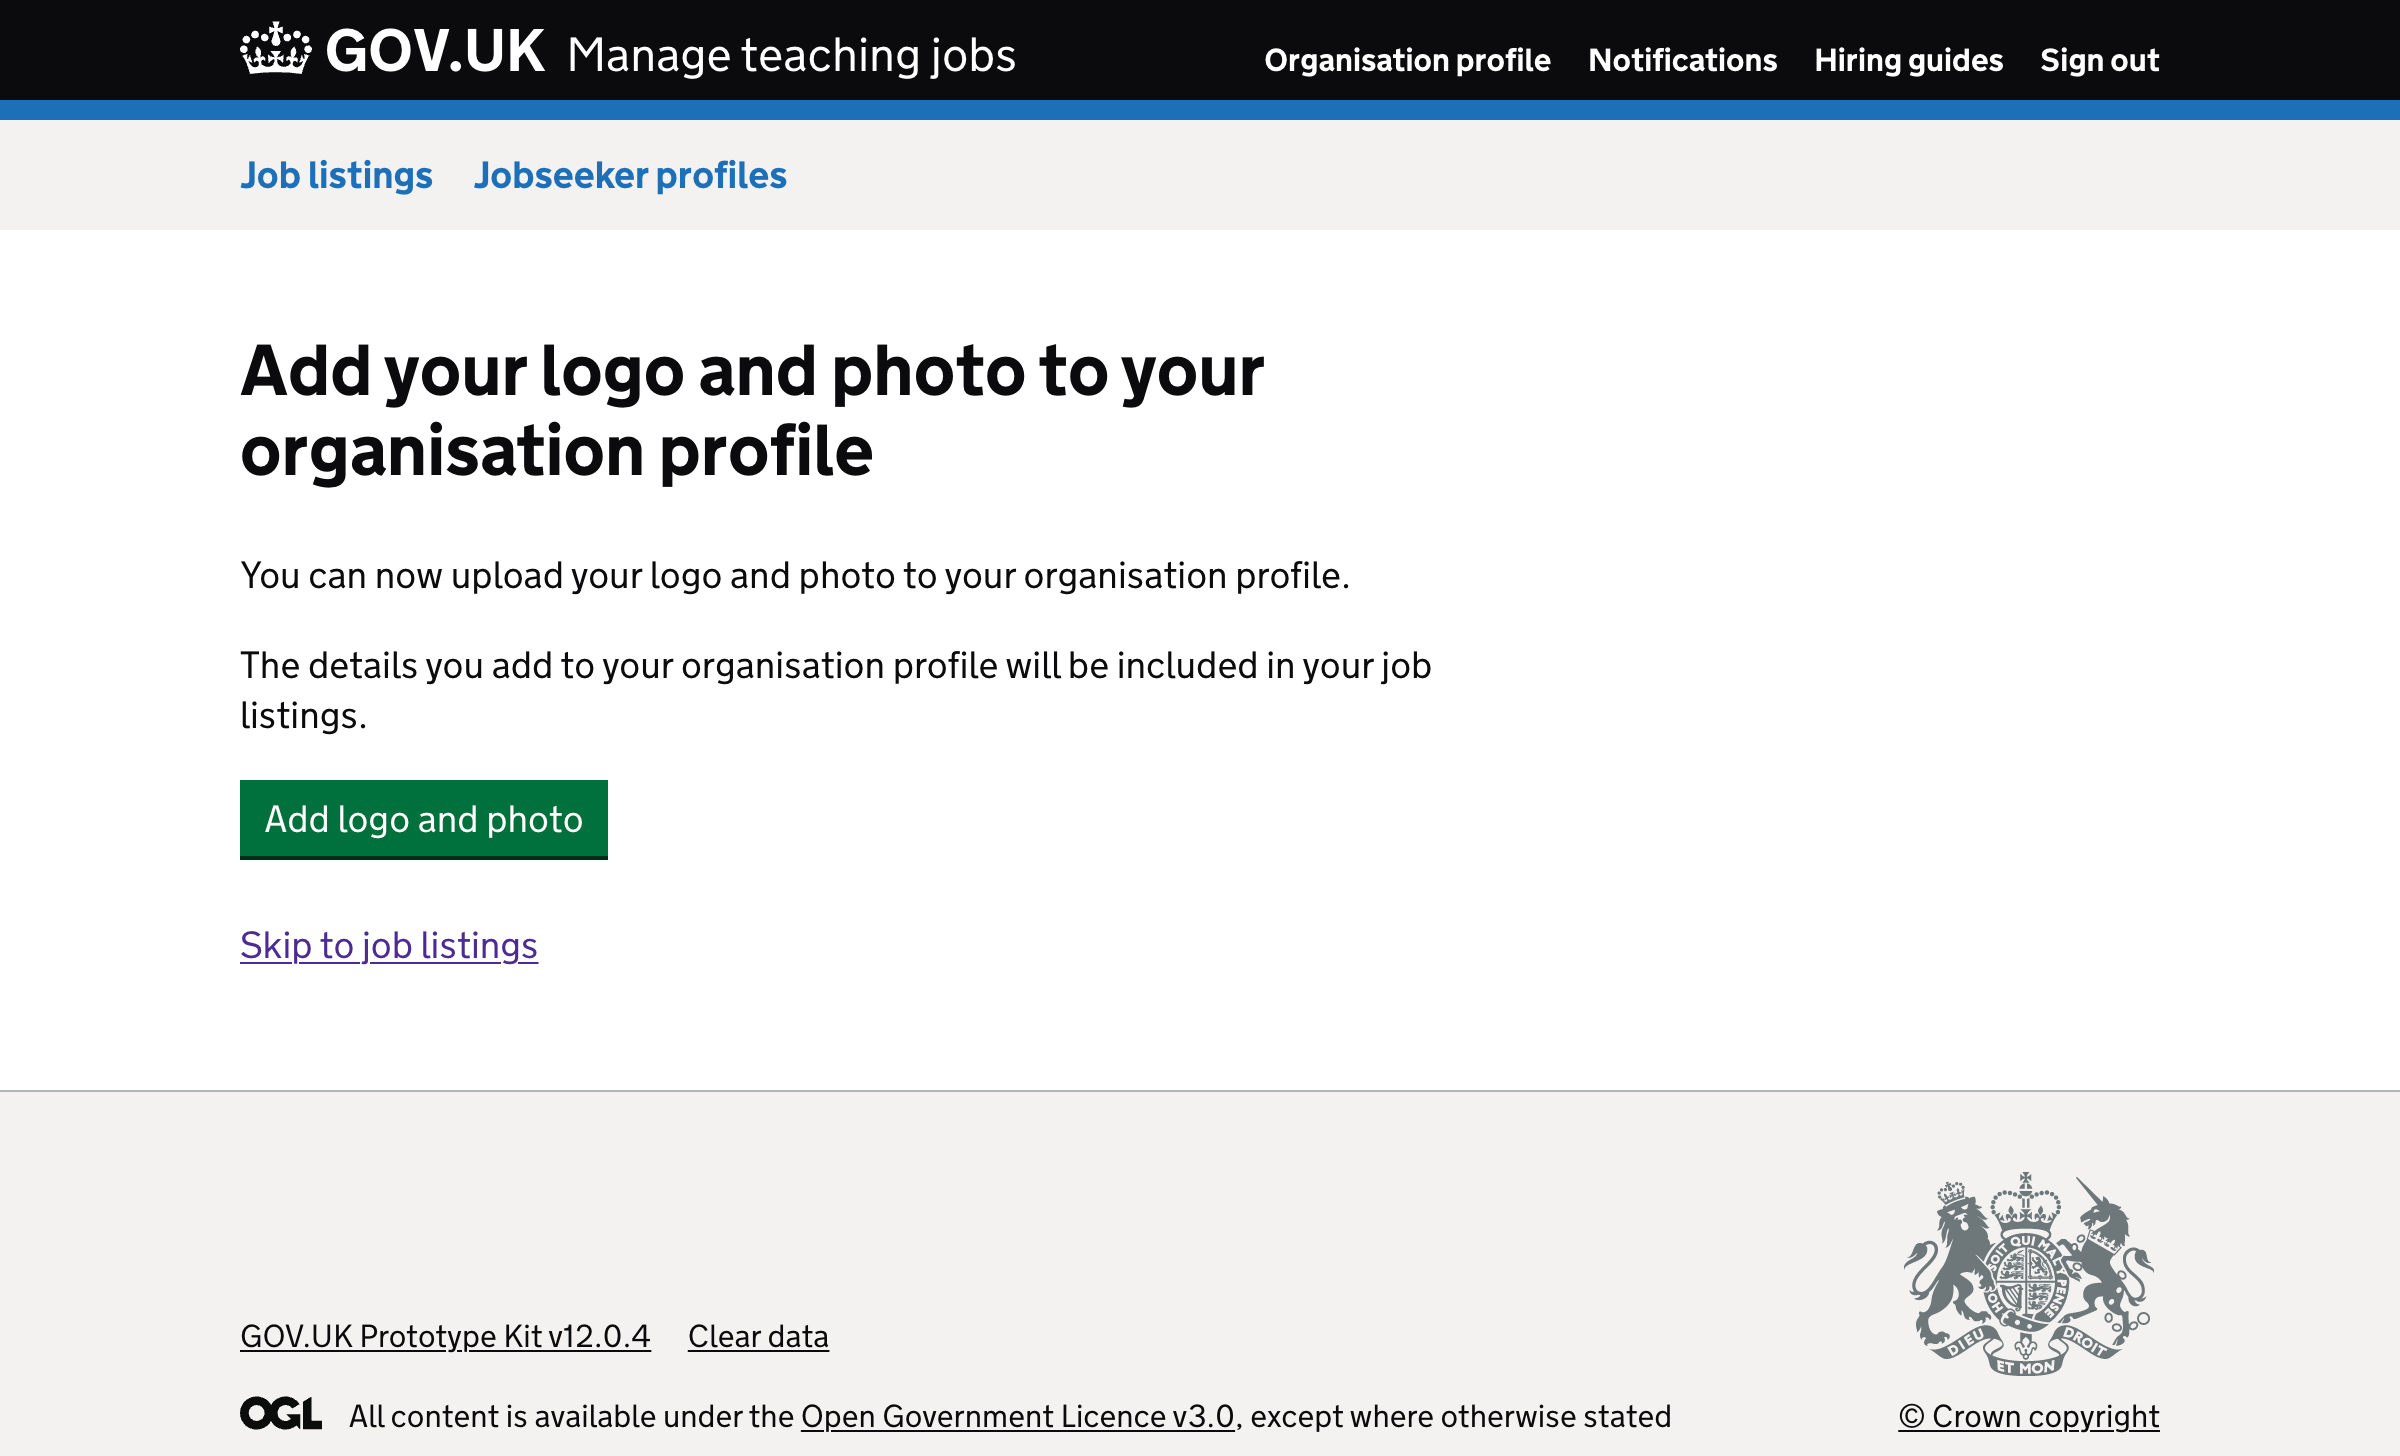 GOV.UK Manage teaching jobs Organisation profile Notifications Hiring guides Sign out
Job listings Jobseeker profiles
Add your logo and photo to your
organisation profile
You can now upload your logo and photo to your organisation profile.
The details you add to your organisation profile will be included in your job
listings.
Add logo and photo
Skip to job listings
SOIT QUI MAL Y PENSE
DIEU ET MON DROIT
GOV.UK Prototype Kit v12.0.4 Clear data
OGL All content is available under the Open Government Licence v3.0, except where otherwise stated © Crown copyright